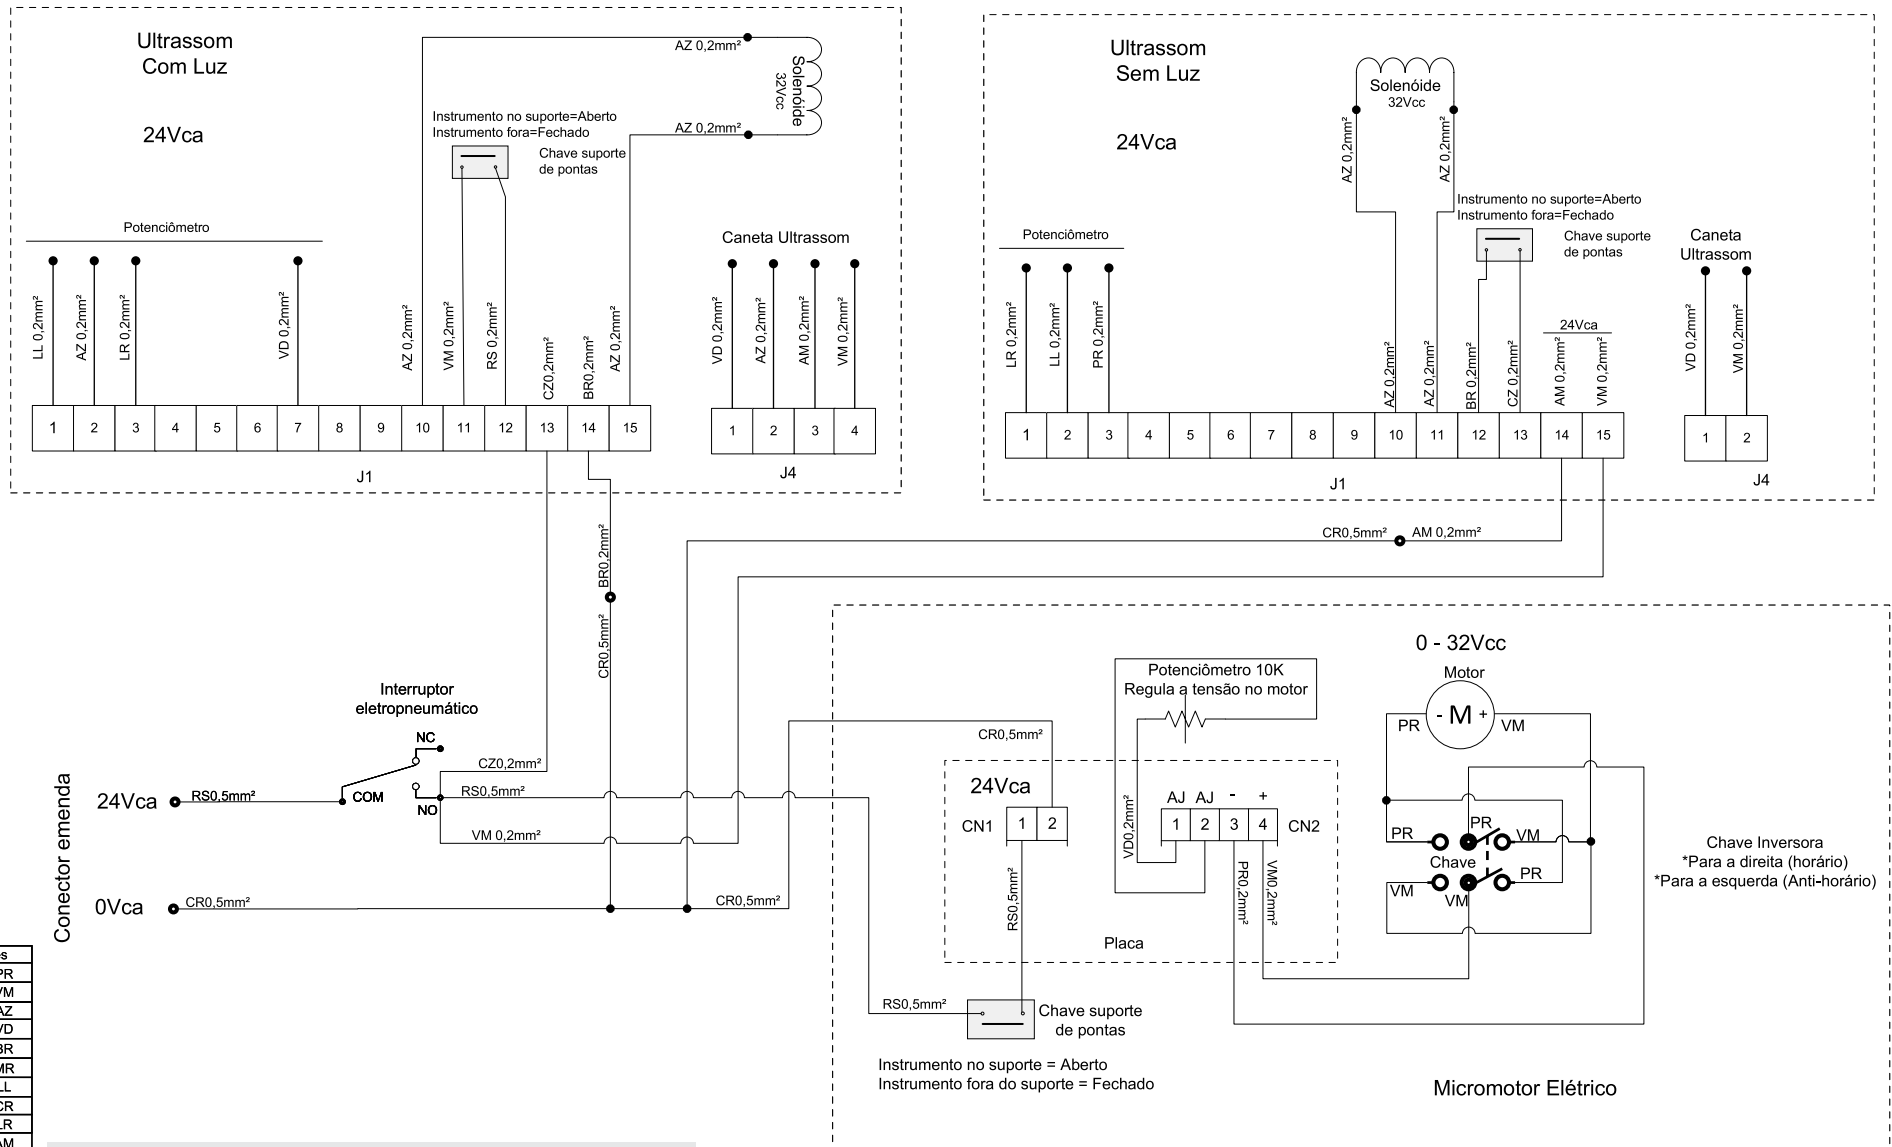 Ultrassom
Com Luz
24Vca
AZ 0,2mm²
Solenóide
32Vcc
AZ 0,2mm²
Instrumento no suporte=Aberto
Instrumento fora=Fechado
Chave suporte
de pontas
Potenciômetro
LL 0,2mm²
AZ 0,2mm²
LR 0,2mm²
VD 0,2mm²
AZ 0,2mm²
VM 0,2mm²
RS 0,2mm²
CZ0,2mm²
BR0,2mm²
AZ 0,2mm²
1 2 3 4 5 6 7 8 9 10 11 12 13 14 15
J1
Caneta Ultrassom
VD 0,2mm²
AZ 0,2mm²
AM 0,2mm²
VM 0,2mm²
1 2 3 4
J4
Ultrassom
Sem Luz
24Vca
Solenóide
32Vcc
AZ 0,2mm²
AZ 0,2mm²
Instrumento no suporte=Aberto
Instrumento fora=Fechado
Chave suporte
de pontas
Potenciômetro
LR 0,2mm²
LL 0,2mm²
PR 0,2mm²
AZ 0,2mm²
AZ 0,2mm²
BR 0,2mm²
CZ 0,2mm²
24Vca
AM 0,2mm²
VM 0,2mm²
1 2 3 4 5 6 7 8 9 10 11 12 13 14 15
J1
Caneta
Ultrassom
VD 0,2mm²
VM 0,2mm²
1 2
J4
CR0,5mm² AM 0,2mm²
BR0,2mm²
CR0,5mm²
Interruptor
eletropneumático
NC
COM
NO
CZ0,2mm²
RS0,5mm²
VM 0,2mm²
Conector emenda
24Vca
RS0,5mm²
0Vca
CR0,5mm²
CR0,5mm²
CR0,5mm²
0 - 32Vcc
Motor
- M +
PR
VM
Potenciômetro 10K
Regula a tensão no motor
24Vca
CN1
1 2
VD0,2mm²
AJ AJ - +
1 2 3 4
CN2
RS0,5mm²
PR0,2mm²
VM0,2mm²
Placa
PR
PR
VM
Chave
VM
VM
PR
Chave Inversora
*Para a direita (horário)
*Para a esquerda (Anti-horário)
RS0,5mm²
Chave suporte
de pontas
Instrumento no suporte = Aberto
Instrumento fora do suporte = Fechado
Micromotor Elétrico
PR
VM
AZ
VD
BR
MR
LL
CR
LR
AM